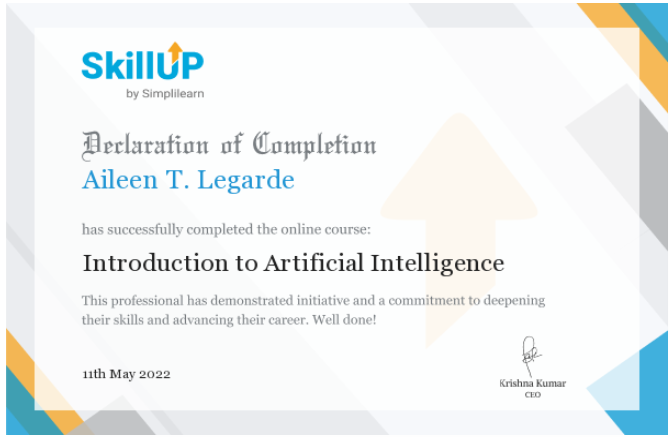 SkillUP
by Simplilearn
Declaration of Completion
Aileen T. Legarde
has successfully completed the online course:
Introduction to Artificial Intelligence
This professional has demonstrated initiative and a commitment to deepening
their skills and advancing their career. Well done!
11th May 2022
Krishna Kumar
CEO